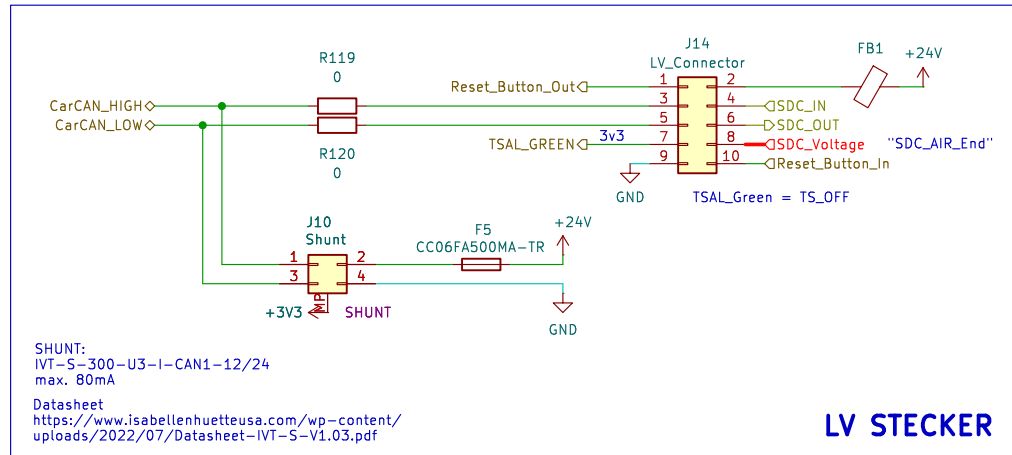 J14
LV_Connector
FB1
+24V
R119
0
Reset_Button_Out
1
2
CarCAN_HIGH
3
4
SDC_IN
CarCAN_LOW
5
6
SDC_OUT
TSAL_GREEN
3v3
7
8
SDC_Voltage
"SDC_AIR_End"
R120
0
9
10
Reset_Button_In
GND
TSAL_Green = TS_OFF
J10
Shunt
F5
CC06FA500MA-TR
+24V
1
2
3
4
MP
+3V3
SHUNT
GND
SHUNT:
IVT-S-300-U3-I-CAN1-12/24
max. 80mA
Datasheet
https://www.isabellenhuetteusa.com/wp-content/
uploads/2022/07/Datasheet-IVT-S-V1.03.pdf
LV STECKER